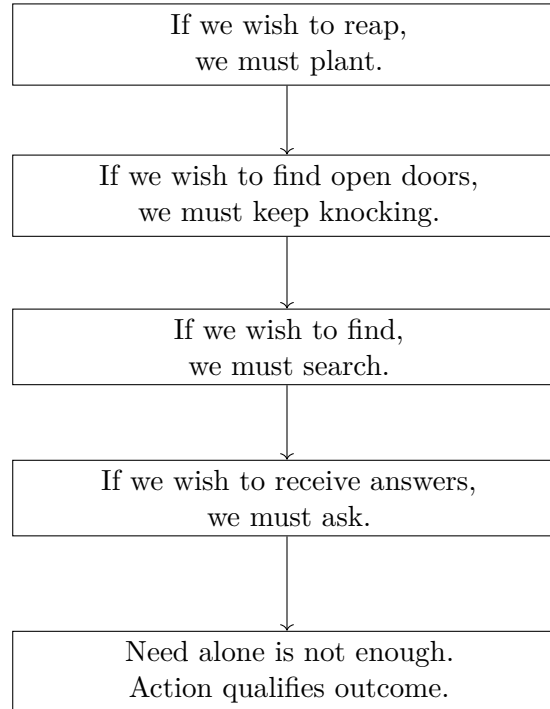 If we wish to reap,
we must plant.
If we wish to find open doors,
we must keep knocking.
If we wish to find,
we must search.
If we wish to receive answers,
we must ask.
Need alone is not enough.
Action qualifies outcome.